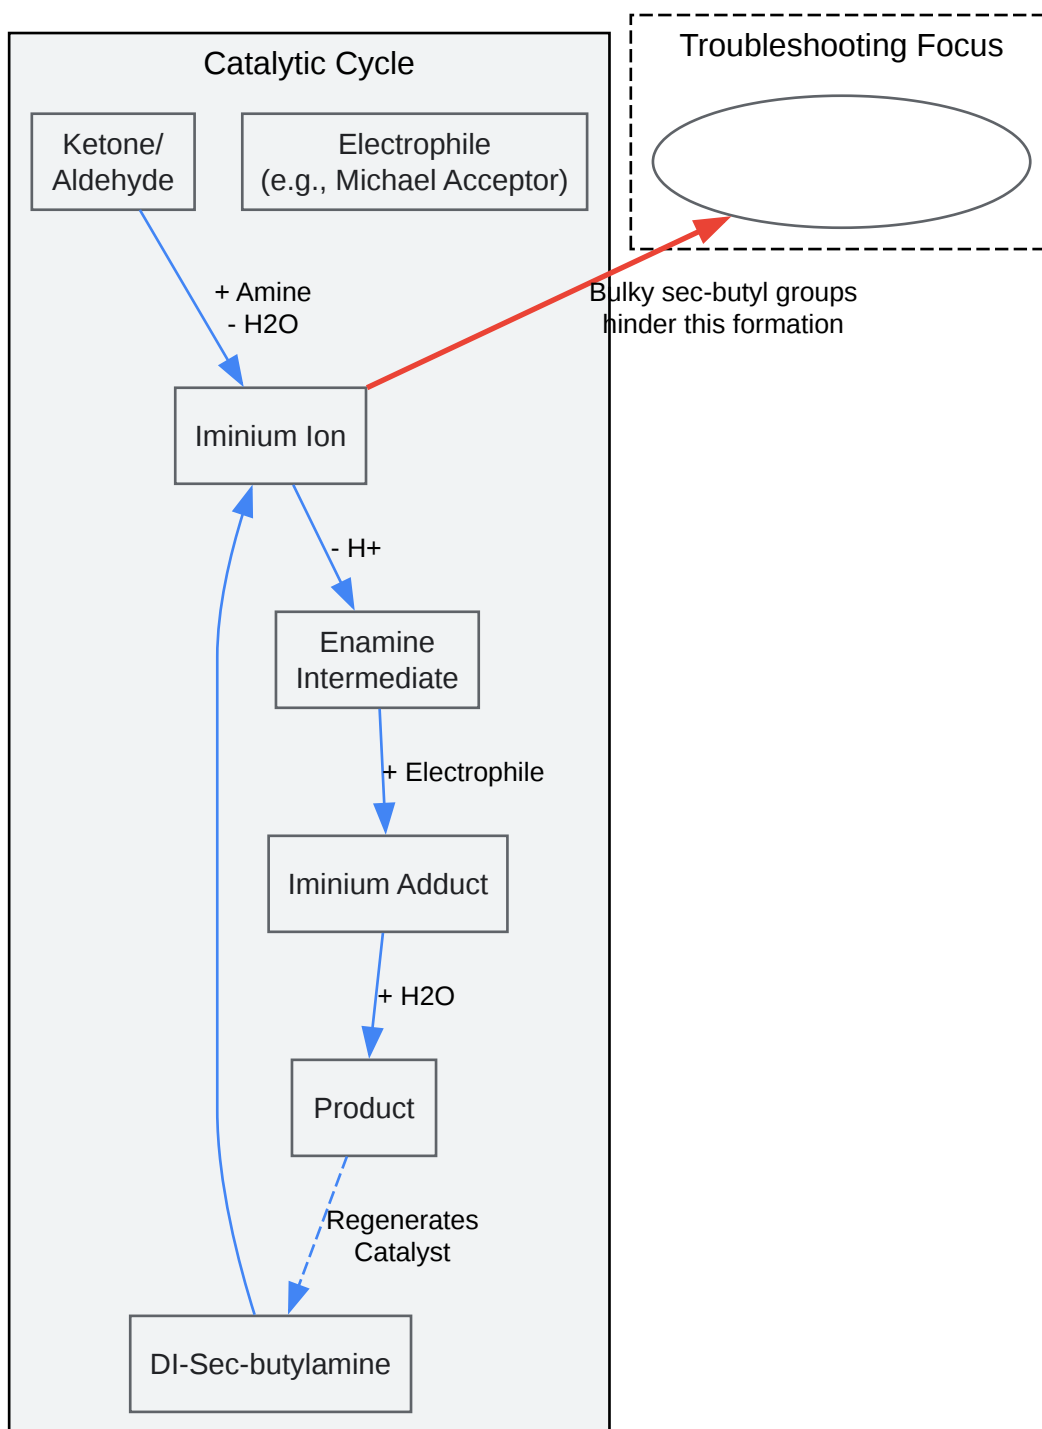 Catalytic Cycle
Troubleshooting Focus
Ketone/
Aldehyde
Electrophile
(e.g., Michael Acceptor)
+ Amine
- H2O
Bulky sec-butyl groups
hinder this formation
Iminium Ion
- H+
Enamine
Intermediate
+ Electrophile
Iminium Adduct
+ H2O
Product
Regenerates
Catalyst
DI-Sec-butylamine